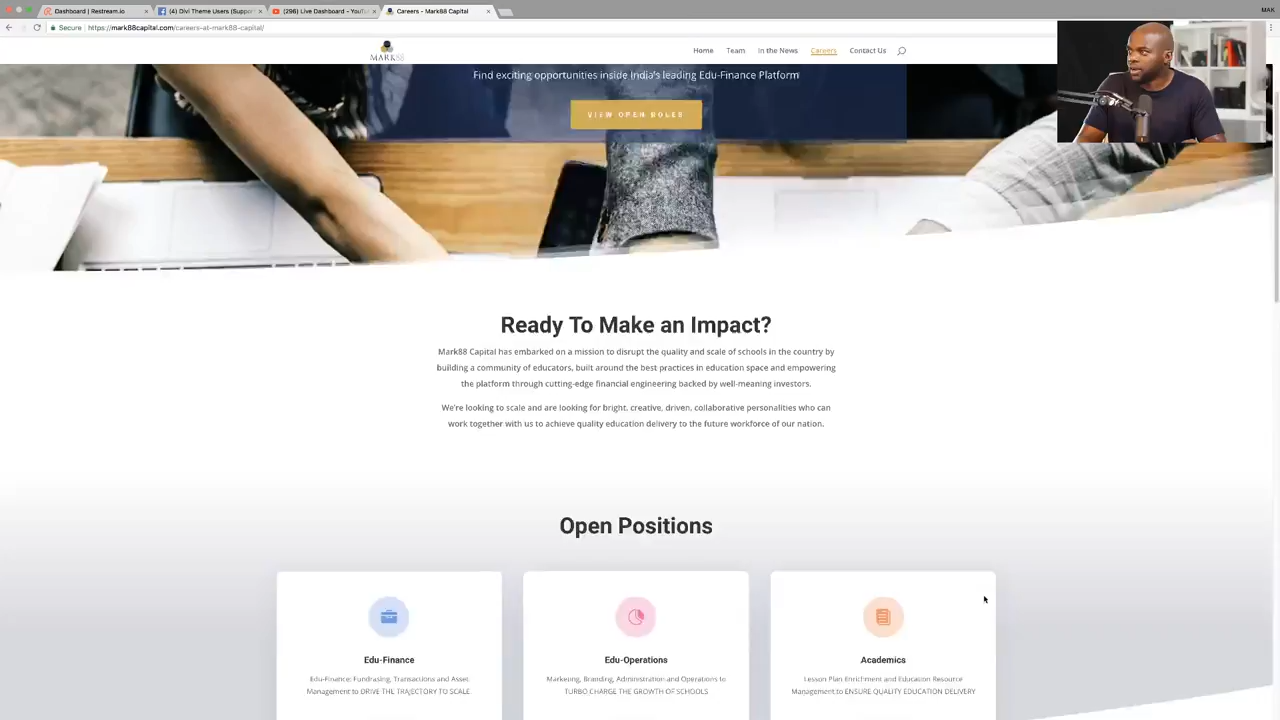 MAK
Dashboard | Restream.io
(4) Divi Theme Users (Suppor
(296) Live Dashboard - YouTu
Careers - Mark88 Capital
Secure
https://mark88capital.com/careers-at-mark-88-capital/
MARK88
Home
Team
In the News
Careers
Contact Us
Find exciting opportunities inside India's leading Edu-Finance Platform
VIEW OPEN ROLES
Ready To Make an Impact?
Mark88 Capital has embarked on a mission to disrupt the quality and scale of schools in the country by
building a community of educators, built around the best practices in education space and empowering
the platform through cutting-edge financial engineering backed by well-meaning investors.
We're looking to scale and are looking for bright, creative, driven, collaborative personalities who can
work together with us to achieve quality education delivery to the future workforce of our nation.
Open Positions
Edu-Finance
Edu-Finance: Fundrasing, Transactions and Asset
Management to DRIVE THE TRAJECTORY TO SCALE
Edu-Operations
Marketing, Branding, Administration and Operations to
TURBO CHARGE THE GROWTH OF SCHOOLS
Academics
Lesson Plan Enrichment and Education Resource
Management to ENSURE QUALITY EDUCATION DELIVERY